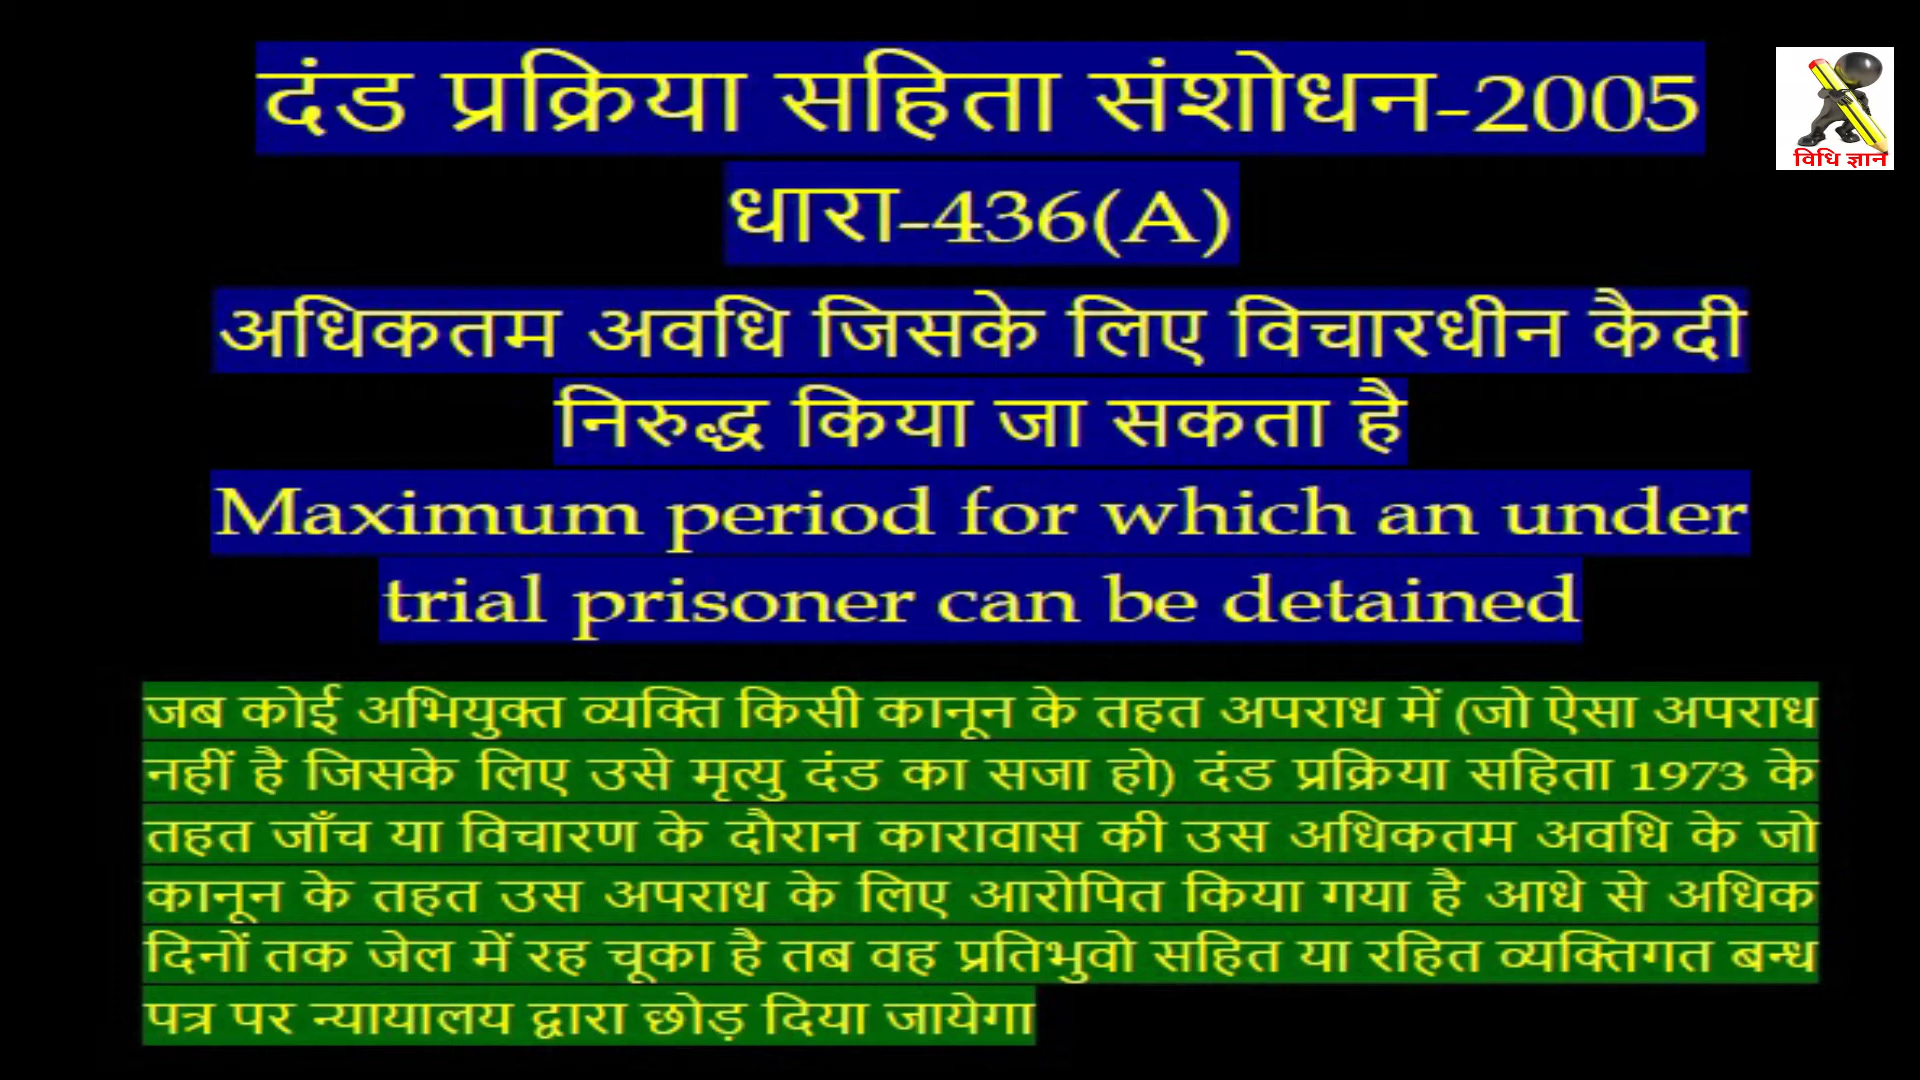 दंड प्रक्रिया सहिता संशोधन-2005
विधि ज्ञान
धारा-436(A)
अधिकतम अवधि जिसके लिए विचारधीन कैदी
निरुद्ध किया जा सकता है
Maximum period for which an under
trial prisoner can be detained
जब कोई अभियुक्त व्यक्ति किसी कानून के तहत अपराध में (जो ऐसा अपराध
नहीं है जिसके लिए उसे मृत्यु दंड का सजा हो) दंड प्रक्रिया सहिता 1973 के
तहत जाँच या विचारण के दौरान कारावास की उस अधिकतम अवधि के जो
कानून के तहत उस अपराध के लिए आरोपित किया गया है आधे से अधिक
दिनों तक जेल में रह चूका है तब वह प्रतिभुवो सहित या रहित व्यक्तिगत बन्ध
पत्र पर न्यायालय द्वारा छोड़ दिया जायेगा